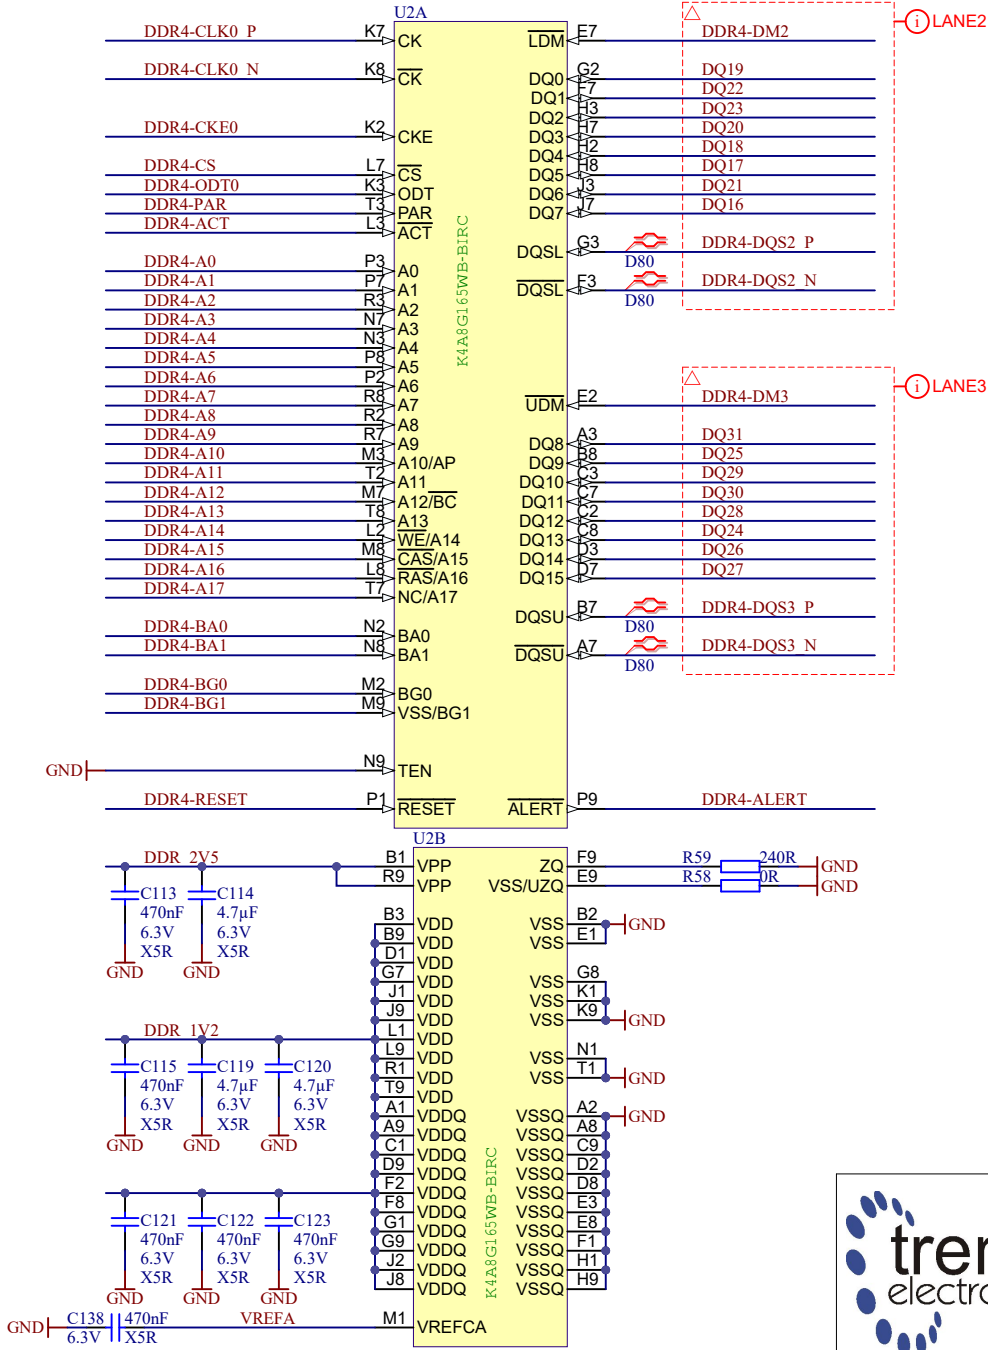 U2A
DDR4-CLK0_P K7 CK LDM E7 DDR4-DM2 LANE2
DDR4-CLK0_N K8 CK DQ0 G2 DQ19
DQ1 F7 DQ22
DQ2 H3 DQ23
DDR4-CKE0 K2 CKE DQ3 H7 DQ20
DQ4 H2 DQ18
DDR4-CS L7 CS DQ5 H8 DQ17
DDR4-ODT0 K3 ODT DQ6 J3 DQ21
DDR4-PAR T3 PAR DQ7 J7 DQ16
DDR4-ACT L3 ACT
DQSL G3 D80 DDR4-DQS2_P
DDR4-A0 P3 A0
DDR4-A1 P7 A1 DQSL F3 D80 DDR4-DQS2_N
DDR4-A2 R3 A2
DDR4-A3 N7 A3
DDR4-A4 N3 A4
DDR4-A5 P8 A5
DDR4-A6 P2 A6
DDR4-A7 R8 A7 UDM E2 DDR4-DM3 LANE3
DDR4-A8 R2 A8
DDR4-A9 R7 A9 DQ8 A3 DQ31
DDR4-A10 M3 A10/AP DQ9 B8 DQ25
DDR4-A11 T2 A11 DQ10 C3 DQ29
DDR4-A12 M7 A12/BC DQ11 C7 DQ30
DDR4-A13 T8 A13 DQ12 C2 DQ28
DDR4-A14 L2 WE/A14 DQ13 C8 DQ24
DDR4-A15 M8 CAS/A15 DQ14 D3 DQ26
DDR4-A16 L8 RAS/A16 DQ15 D7 DQ27
DDR4-A17 T7 NC/A17
DQSU B7 D80 DDR4-DQS3_P
DDR4-BA0 N2 BA0
DDR4-BA1 N8 BA1 DQSU A7 D80 DDR4-DQS3_N
DDR4-BG0 M2 BG0
DDR4-BG1 M9 VSS/BG1
GND N9 TEN
DDR4-RESET P1 RESET ALERT P9 DDR4-ALERT
K4A8G165WB-BIRC
U2B
DDR_2V5 B1 VPP ZQ F9 R59 240R GND
R9 VPP VSS/UZQ E9 R58 0R GND
C113 C114
470nF 4.7µF
6.3V 6.3V
X5R X5R
GND GND
B3 VDD VSS B2 GND
B9 VDD VSS E1
D1 VDD
G7 VDD VSS G8
J1 VDD VSS K1
J9 VDD VSS K9 GND
DDR_1V2 L1 VDD
L9 VDD VSS N1
R1 VDD VSS T1 GND
T9 VDD
C115 C119 C120
470nF 4.7µF 4.7µF
6.3V 6.3V 6.3V
X5R X5R X5R
GND GND GND
A1 VDDQ VSSQ A2 GND
A9 VDDQ VSSQ A8
C1 VDDQ VSSQ C9
D9 VDDQ VSSQ D2
F2 VDDQ VSSQ D8
F8 VDDQ VSSQ E3
G1 VDDQ VSSQ E8
G9 VDDQ VSSQ F1
J2 VDDQ VSSQ H1
J8 VDDQ VSSQ H9
C121 C122 C123
470nF 470nF 470nF
6.3V 6.3V 6.3V
X5R X5R X5R
GND GND GND
GND C138 470nF VREFA M1 VREFCA
6.3V X5R
K4A8G165WB-BIRC
tren
electro